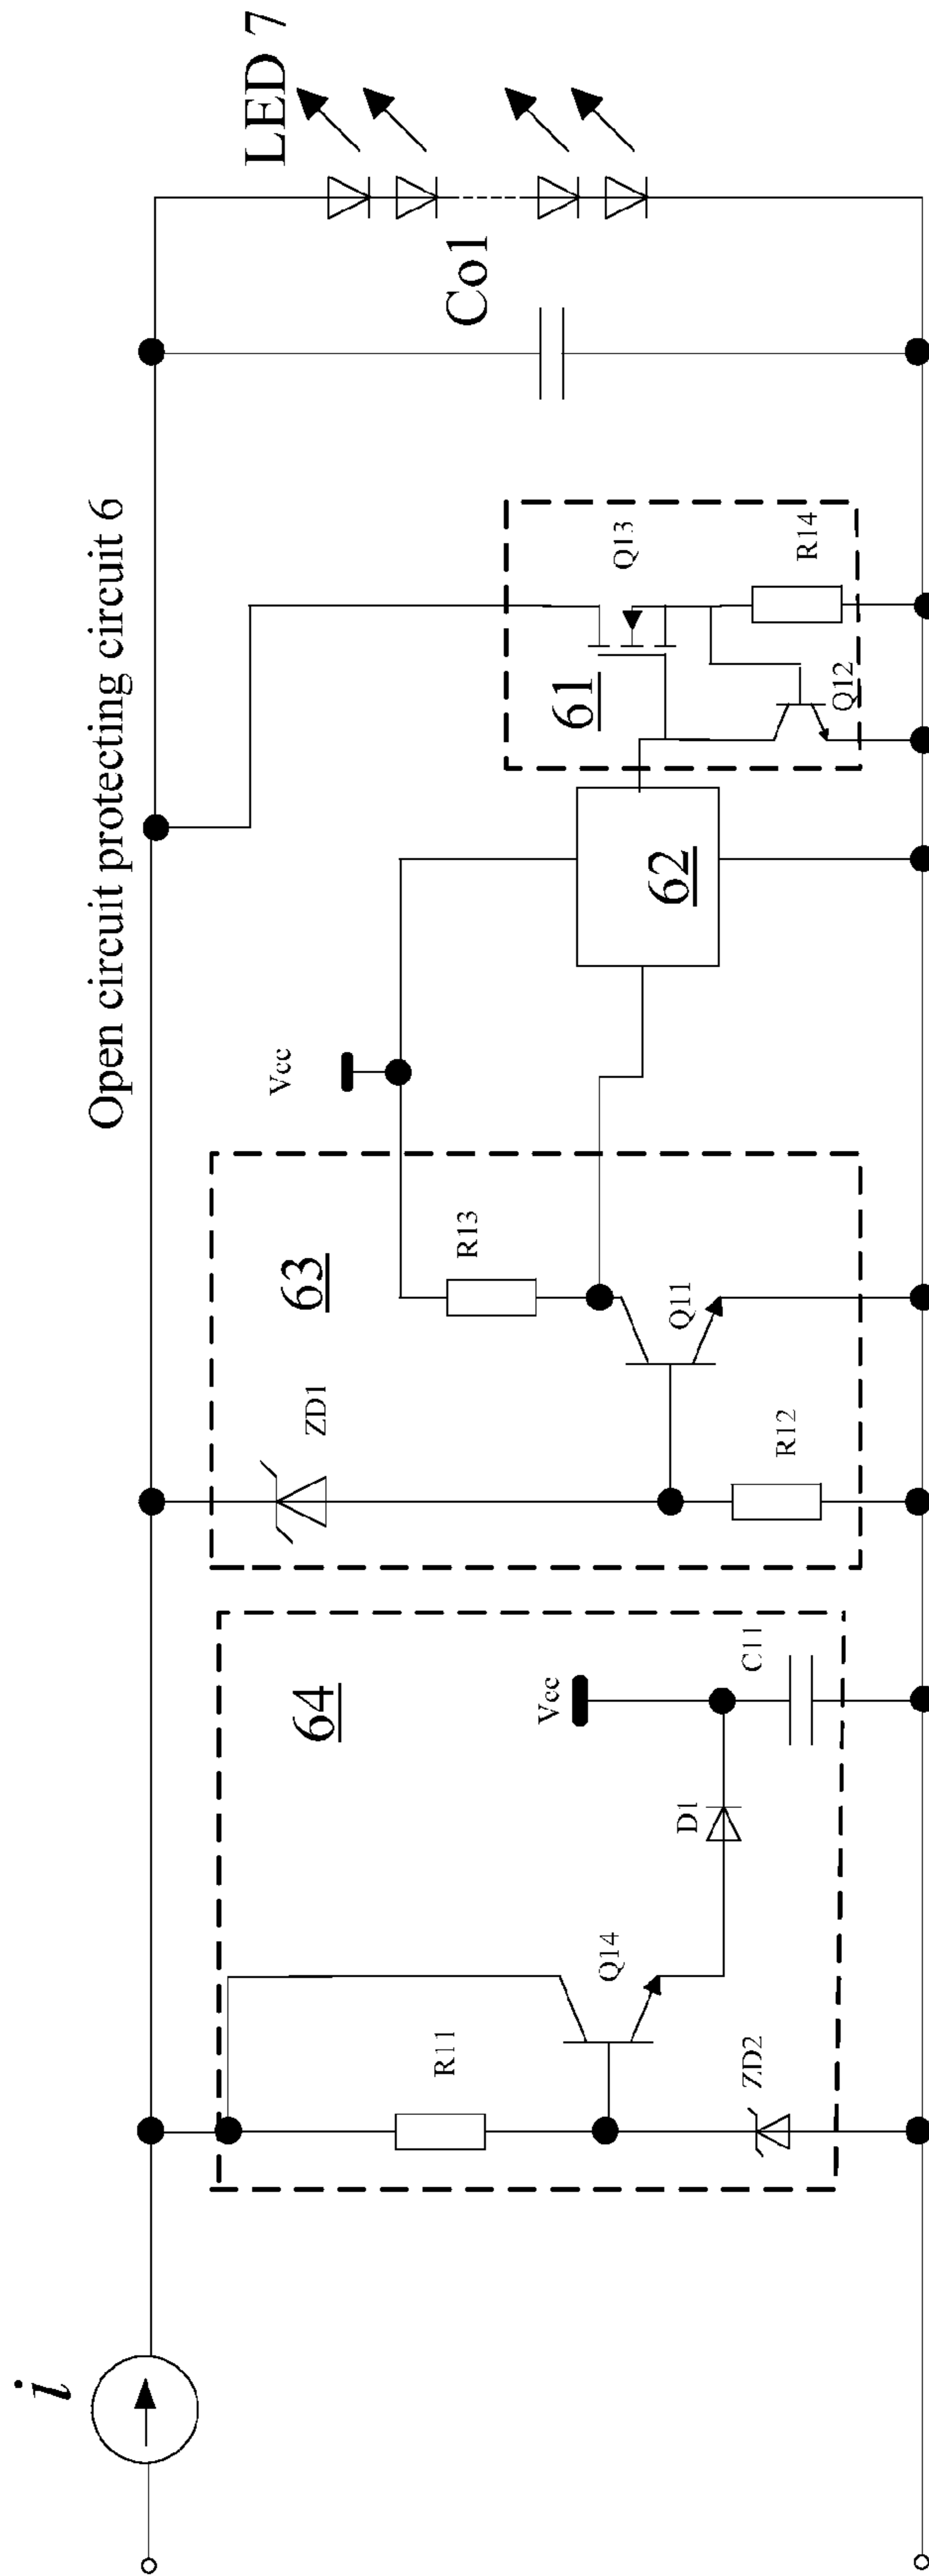 Open circuit protecting circuit 6
LED 7
i
64
R11
Q14
ZD2
D1
Vcc
C11
63
ZD1
R13
Q11
R12
Vcc
62
61
Q13
R14
Q12
Co1